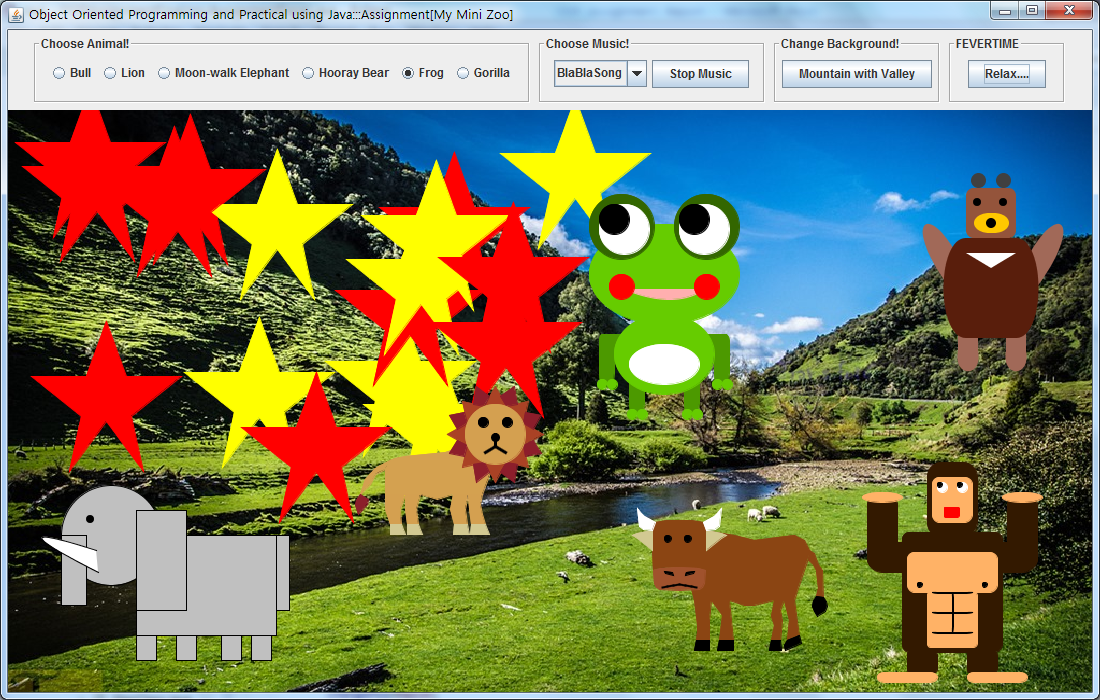 Object Oriented Programming and Practical using Java:::Assignment[My Mini Zoo]
Choose Animal!
Bull Lion Moon-walk Elephant Hooray Bear Frog Gorilla
Choose Music!
BlaBlaSong Stop Music
Change Background!
Mountain with Valley
FEVERTIME
Relax....